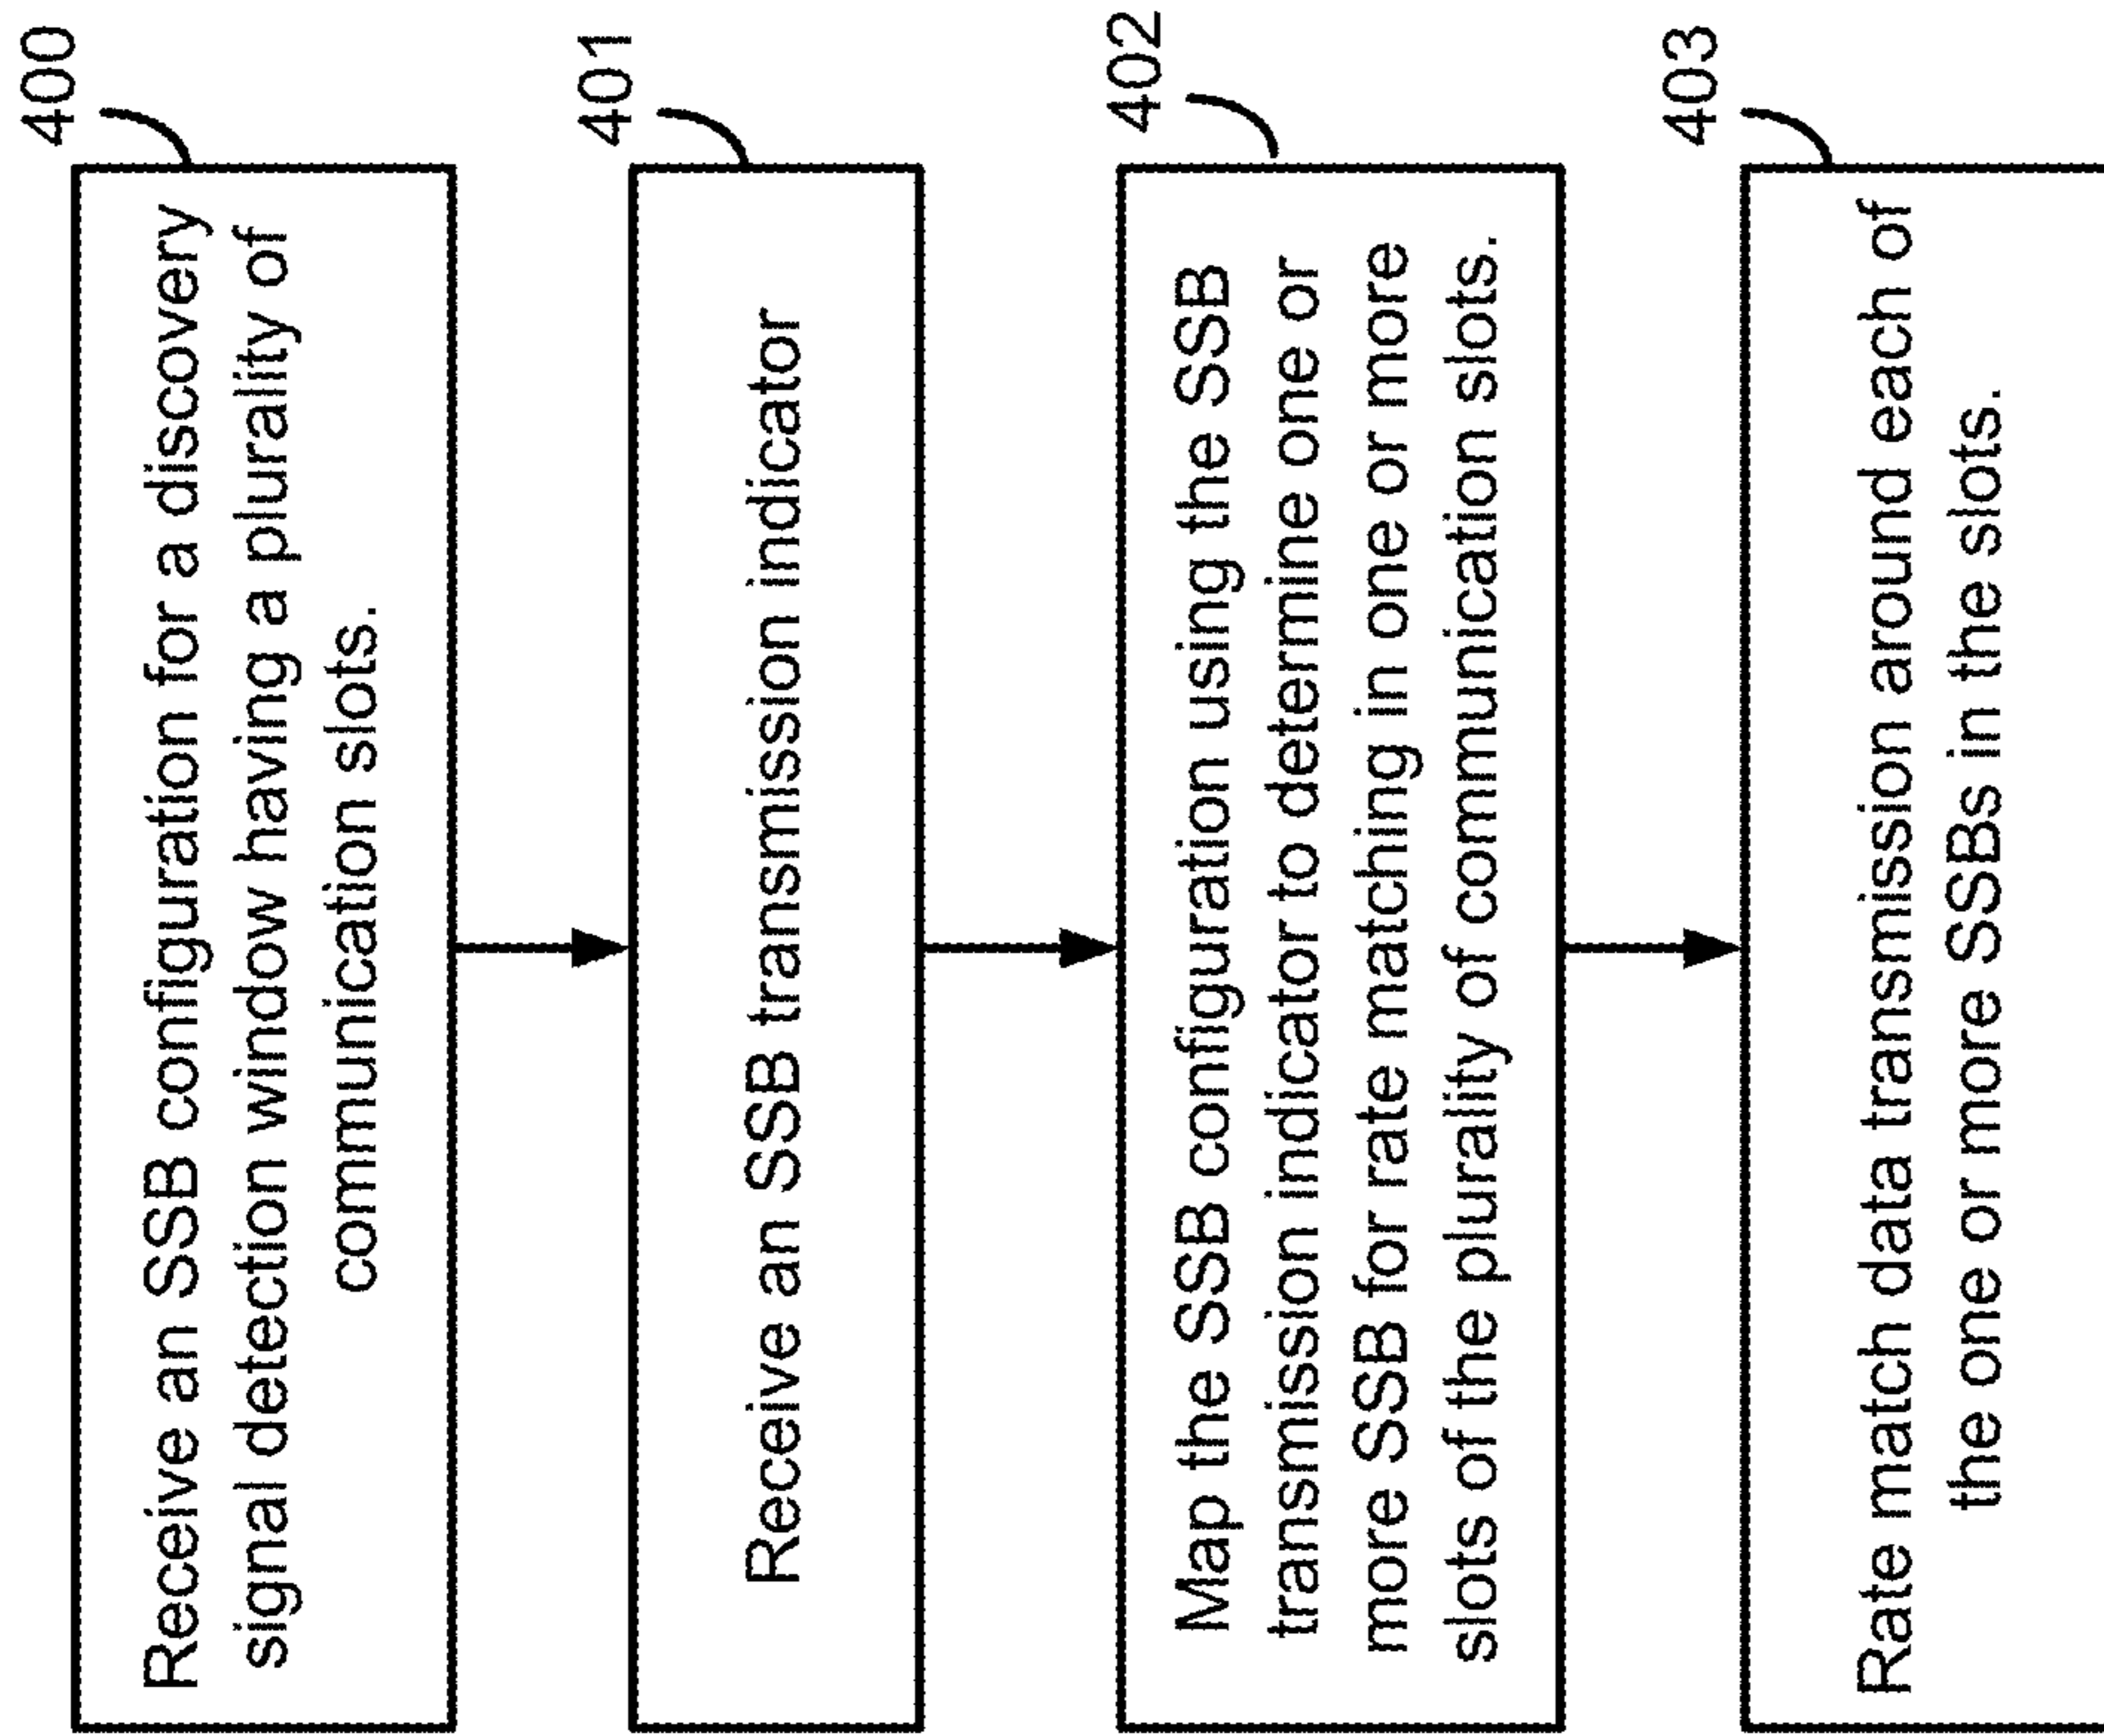 400
Receive an SSB configuration for a discovery
signal detection window having a plurality of
communication slots.
401
Receive an SSB transmission indicator
402
Map the SSB configuration using the SSB
transmission indicator to determine one or
more SSB for rate matching in one or more
slots of the plurality of communication slots.
403
Rate match data transmission around each of
the one or more SSBs in the slots.